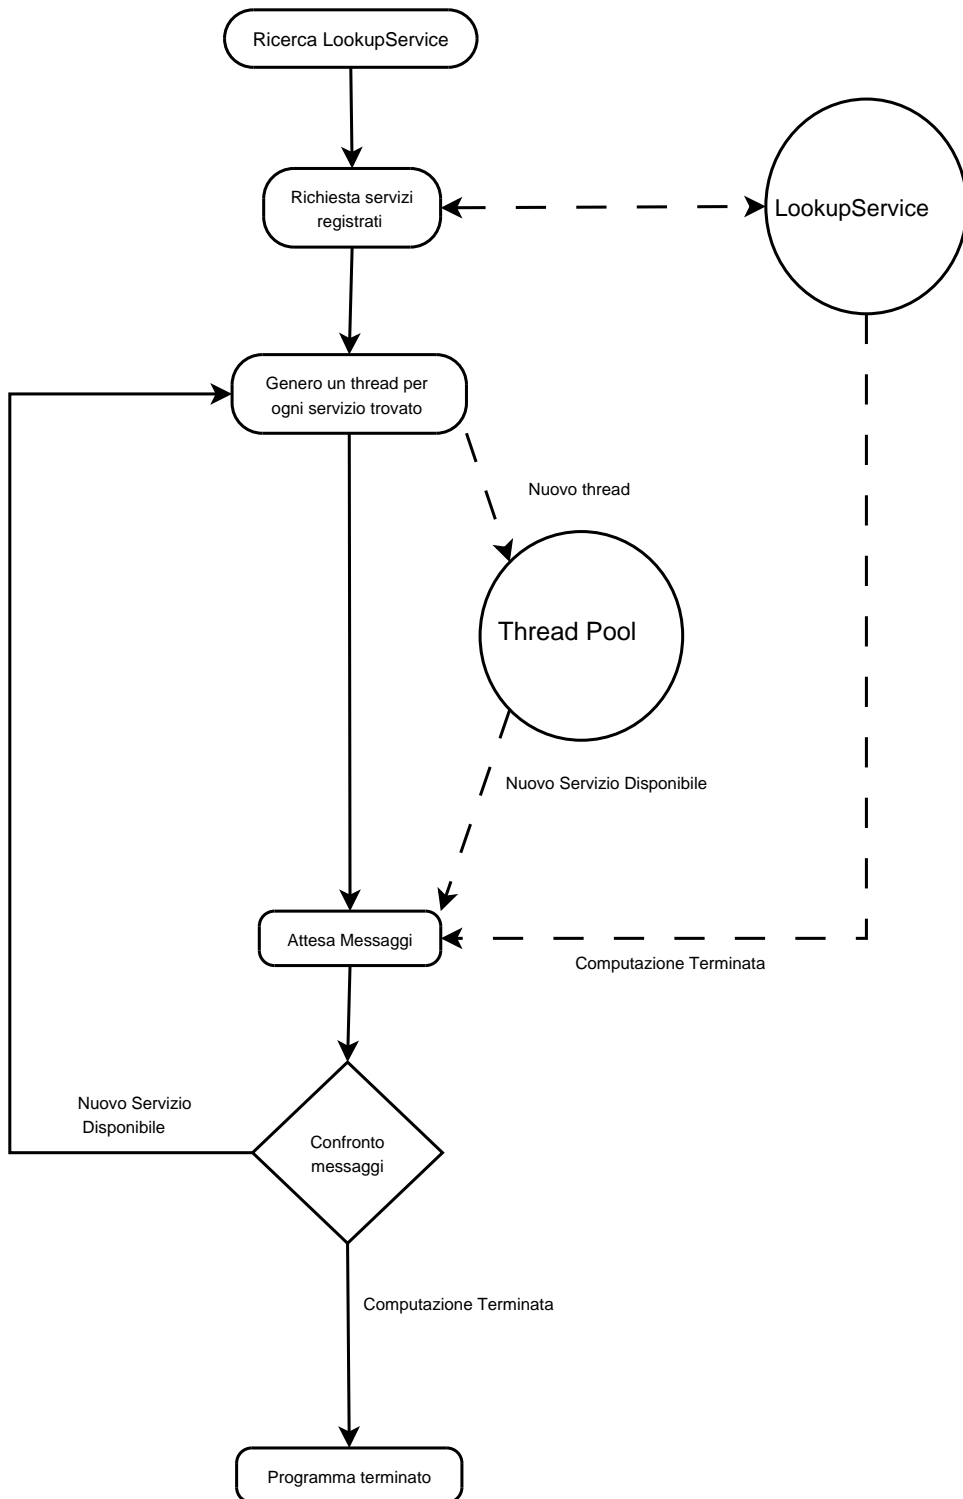 Ricerca LookupService
Richiesta servizi
registrati
LookupService
Genero un thread per
ogni servizio trovato
Nuovo thread
Thread Pool
Nuovo Servizio Disponibile
Attesa Messaggi
Computazione Terminata
Nuovo Servizio
Disponibile
Confronto
messaggi
Computazione Terminata
Programma terminato